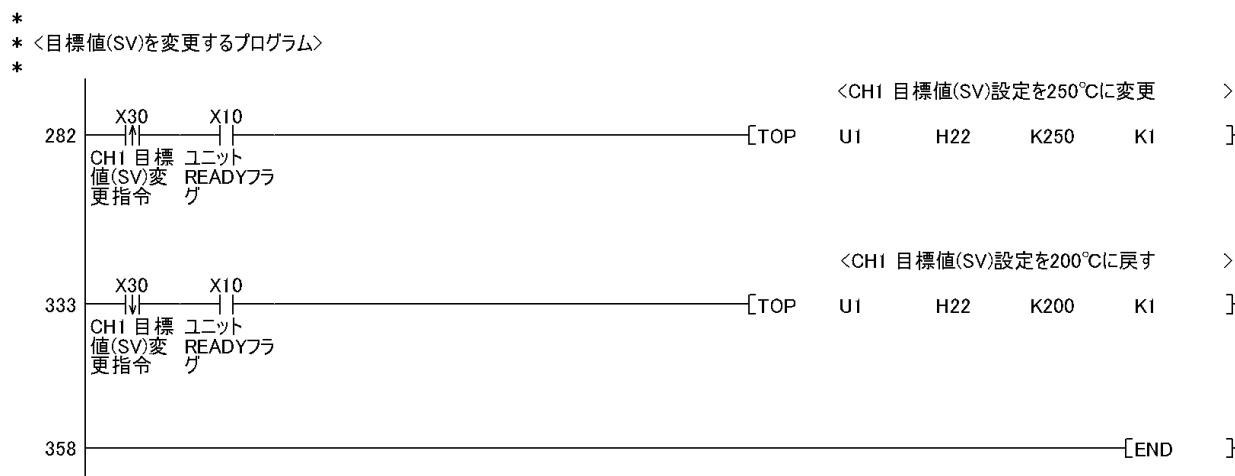 *
* <目標値(SV)を変更するプログラム>
*
<CH1 目標値(SV)設定を250℃に変更 >
X30 X10
282 [TOP U1 H22 K250 K1 ]
CH1 目標 ユニット
値(SV)変 READYフラ
更指令 グ
<CH1 目標値(SV)設定を200℃に戻す >
X30 X10
333 [TOP U1 H22 K200 K1 ]
CH1 目標 ユニット
値(SV)変 READYフラ
更指令 グ
358 [END ]